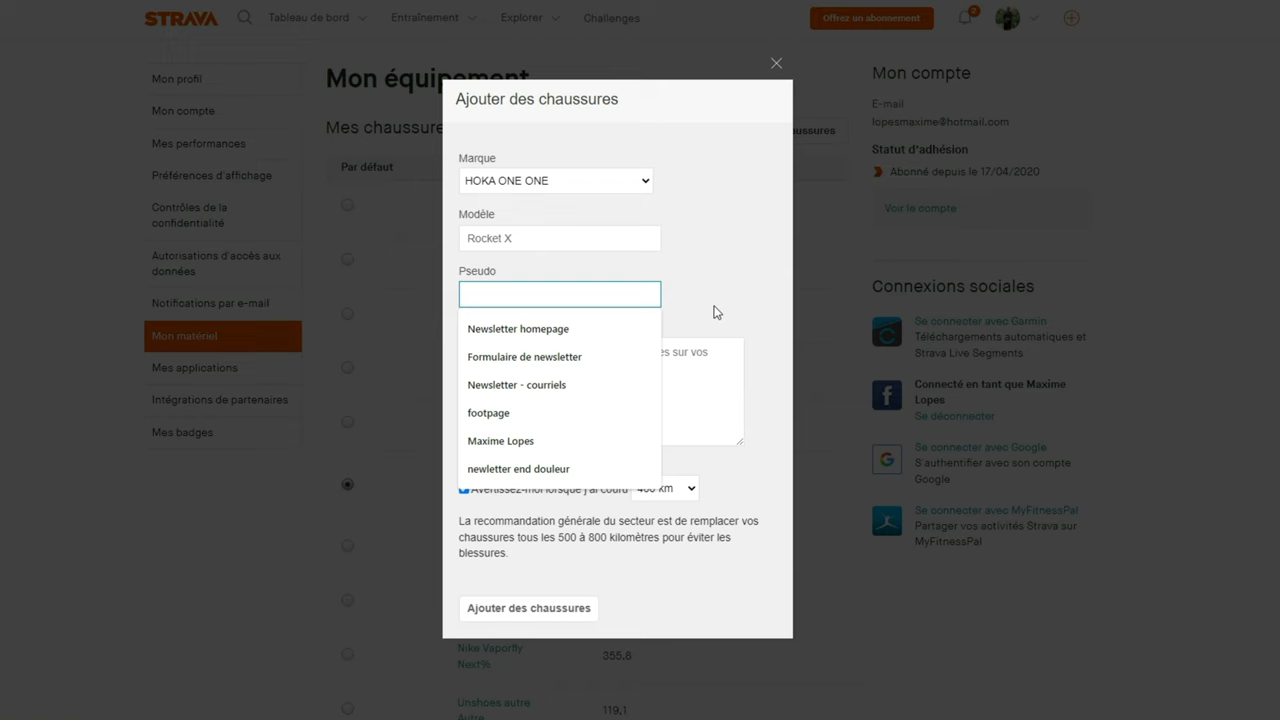 STRAVA
Tableau de bord
Entraînement
Explorer
Challenges
Offrez un abonnement
2
Mon profil
Mon compte
Mes performances
Préférences d'affichage
Contrôles de la
confidentialité
Autorisations d'accès aux
données
Notifications par e-mail
Mon matériel
Mes applications
Intégrations de partenaires
Mes badges
Mon équipement
Mes chaussures
Par défaut
Ajouter des chaussures
Marque
HOKA ONE ONE
Modèle
Rocket X
Pseudo
Newsletter homepage
Formulaire de newsletter
Newsletter - courriels
footpage
Maxime Lopes
newletter end douleur
es sur vos
Avertissez-moi lorsque j'ai couru 400 km
La recommandation générale du secteur est de remplacer vos
chaussures tous les 500 à 800 kilomètres pour éviter les
blessures.
Ajouter des chaussures
Nike Vaporfly
Next%
355,8
Unshoes autre
Autre
119,1
aussures
Mon compte
E-mail
lopesmaxime@hotmail.com
Statut d'adhésion
Abonné depuis le 17/04/2020
Voir le compte
Connexions sociales
Se connecter avec Garmin
Téléchargements automatiques et
Strava Live Segments
Connecté en tant que Maxime
Lopes
Se déconnecter
Se connecter avec Google
S'authentifier avec son compte
Google
Se connecter avec MyFitnessPal
Partager vos activités Strava sur
MyFitnessPal